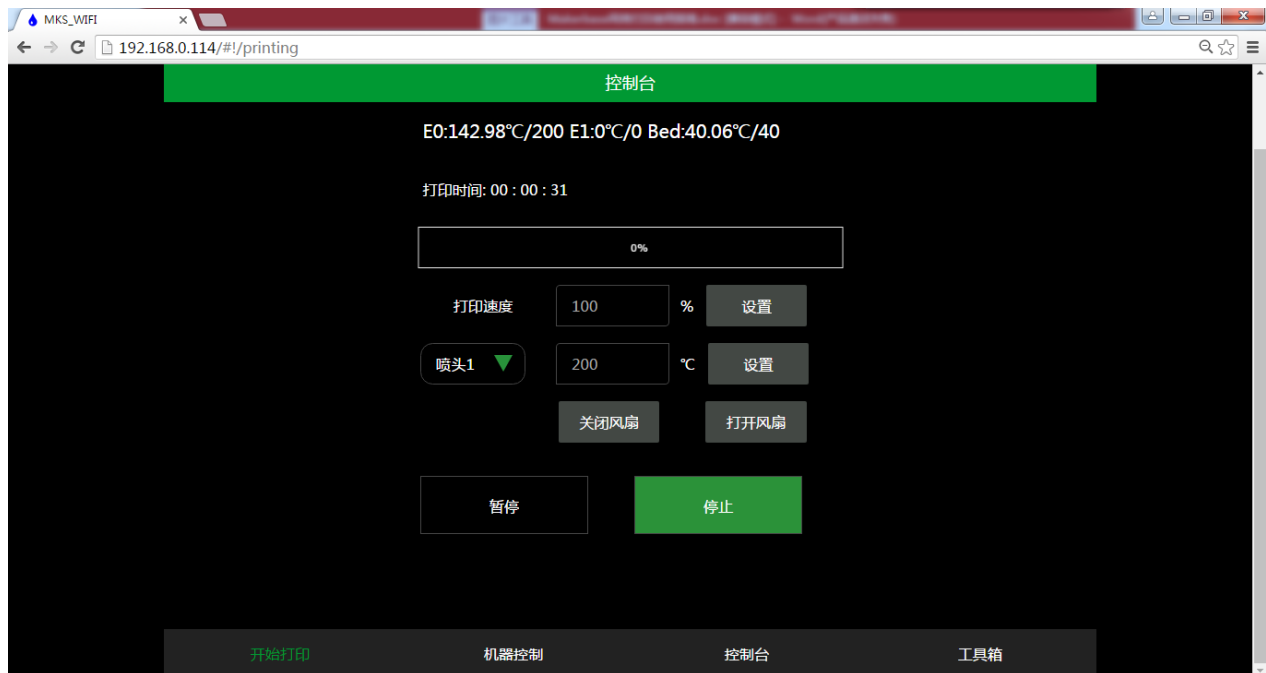 MKS_WIFI
192.168.0.114/#!/printing
控制台
E0:142.98℃/200 E1:0℃/0 Bed:40.06℃/40
打印时间: 00 : 00 : 31
0%
打印速度 100 % 设置
喷头1 200 ℃ 设置
关闭风扇 打开风扇
暂停 停止
开始打印 机器控制 控制台 工具箱